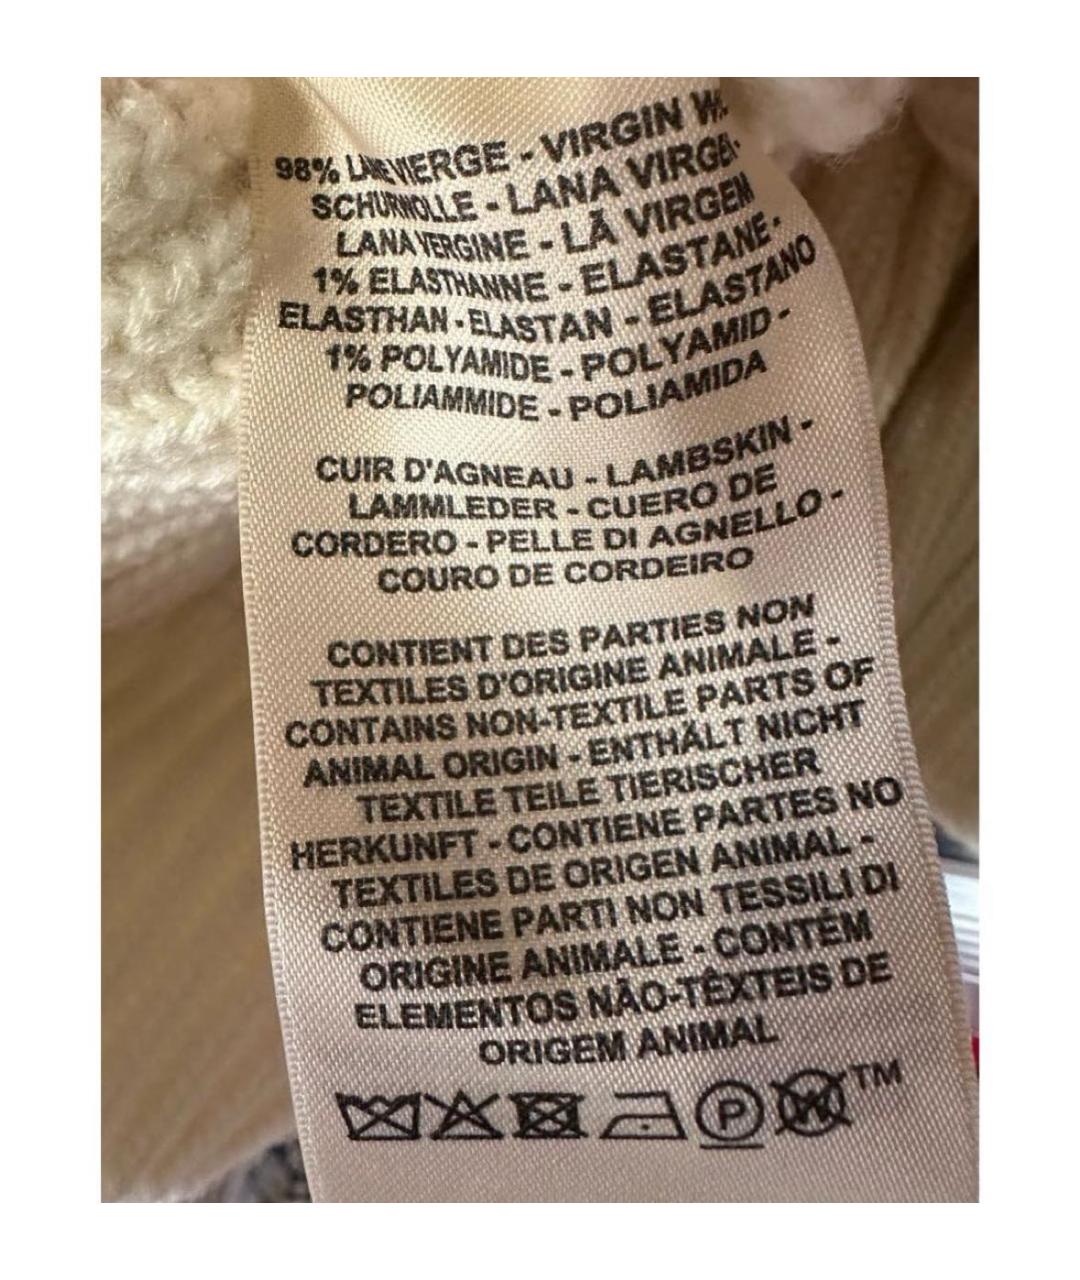 98% LAINE VIERGE - VIRGIN
SCHURWOLLE - LANA VIRGEN -
LANA VERGINE - LÃ VIRGEM
1% ELASTHANNE - ELASTANE -
ELASTHAN - ELASTAN - ELASTANO
1% POLYAMIDE - POLYAMID -
POLIAMMIDE - POLIAMIDA
CUIR D'AGNEAU - LAMBSKIN -
LAMMLEDER - CUERO DE
CORDERO - PELLE DI AGNELLO -
COURO DE CORDEIRO
CONTIENT DES PARTIES NON
TEXTILES D'ORIGINE ANIMALE -
CONTAINS NON-TEXTILE PARTS OF
ANIMAL ORIGIN - ENTHÄLT NICHT
TEXTILE TEILE TIERISCHER
HERKUNFT - CONTIENE PARTES NO
TEXTILES DE ORIGEN ANIMAL -
CONTIENE PARTI NON TESSILI DI
ORIGINE ANIMALE - CONTÉM
ELEMENTOS NÃO-TÊXTEIS DE
ORIGEM ANIMAL
P W TM